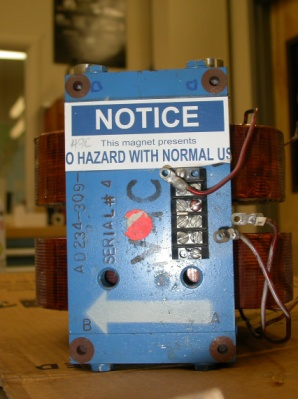 NOTICE
This magnet presents
O HAZARD WITH NORMAL US
AD234-309-
SERIAL # 4
B
A